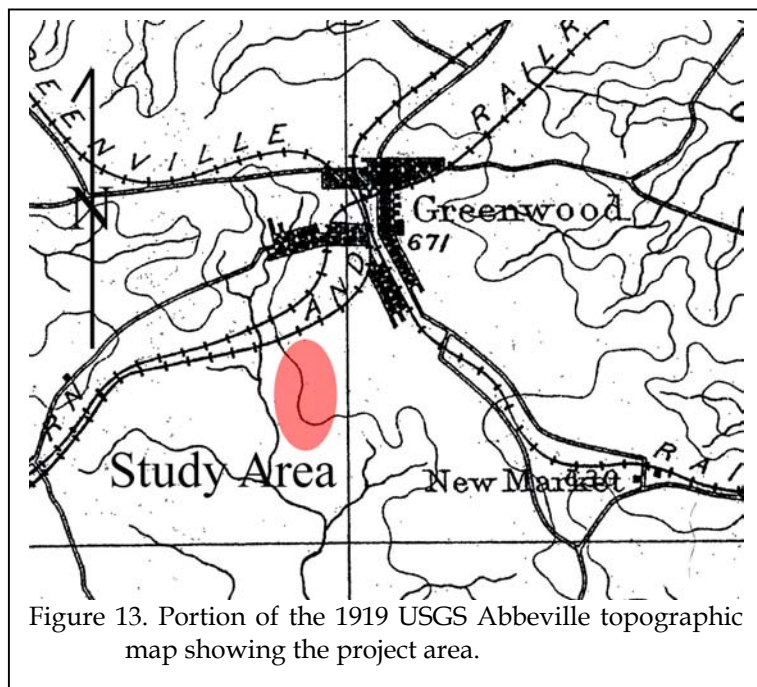 EENVILLE
RAILR
N
Greenwood
671
AND
RN
Study Area
New Market
RAI
Figure 13. Portion of the 1919 USGS Abbeville topographic
map showing the project area.